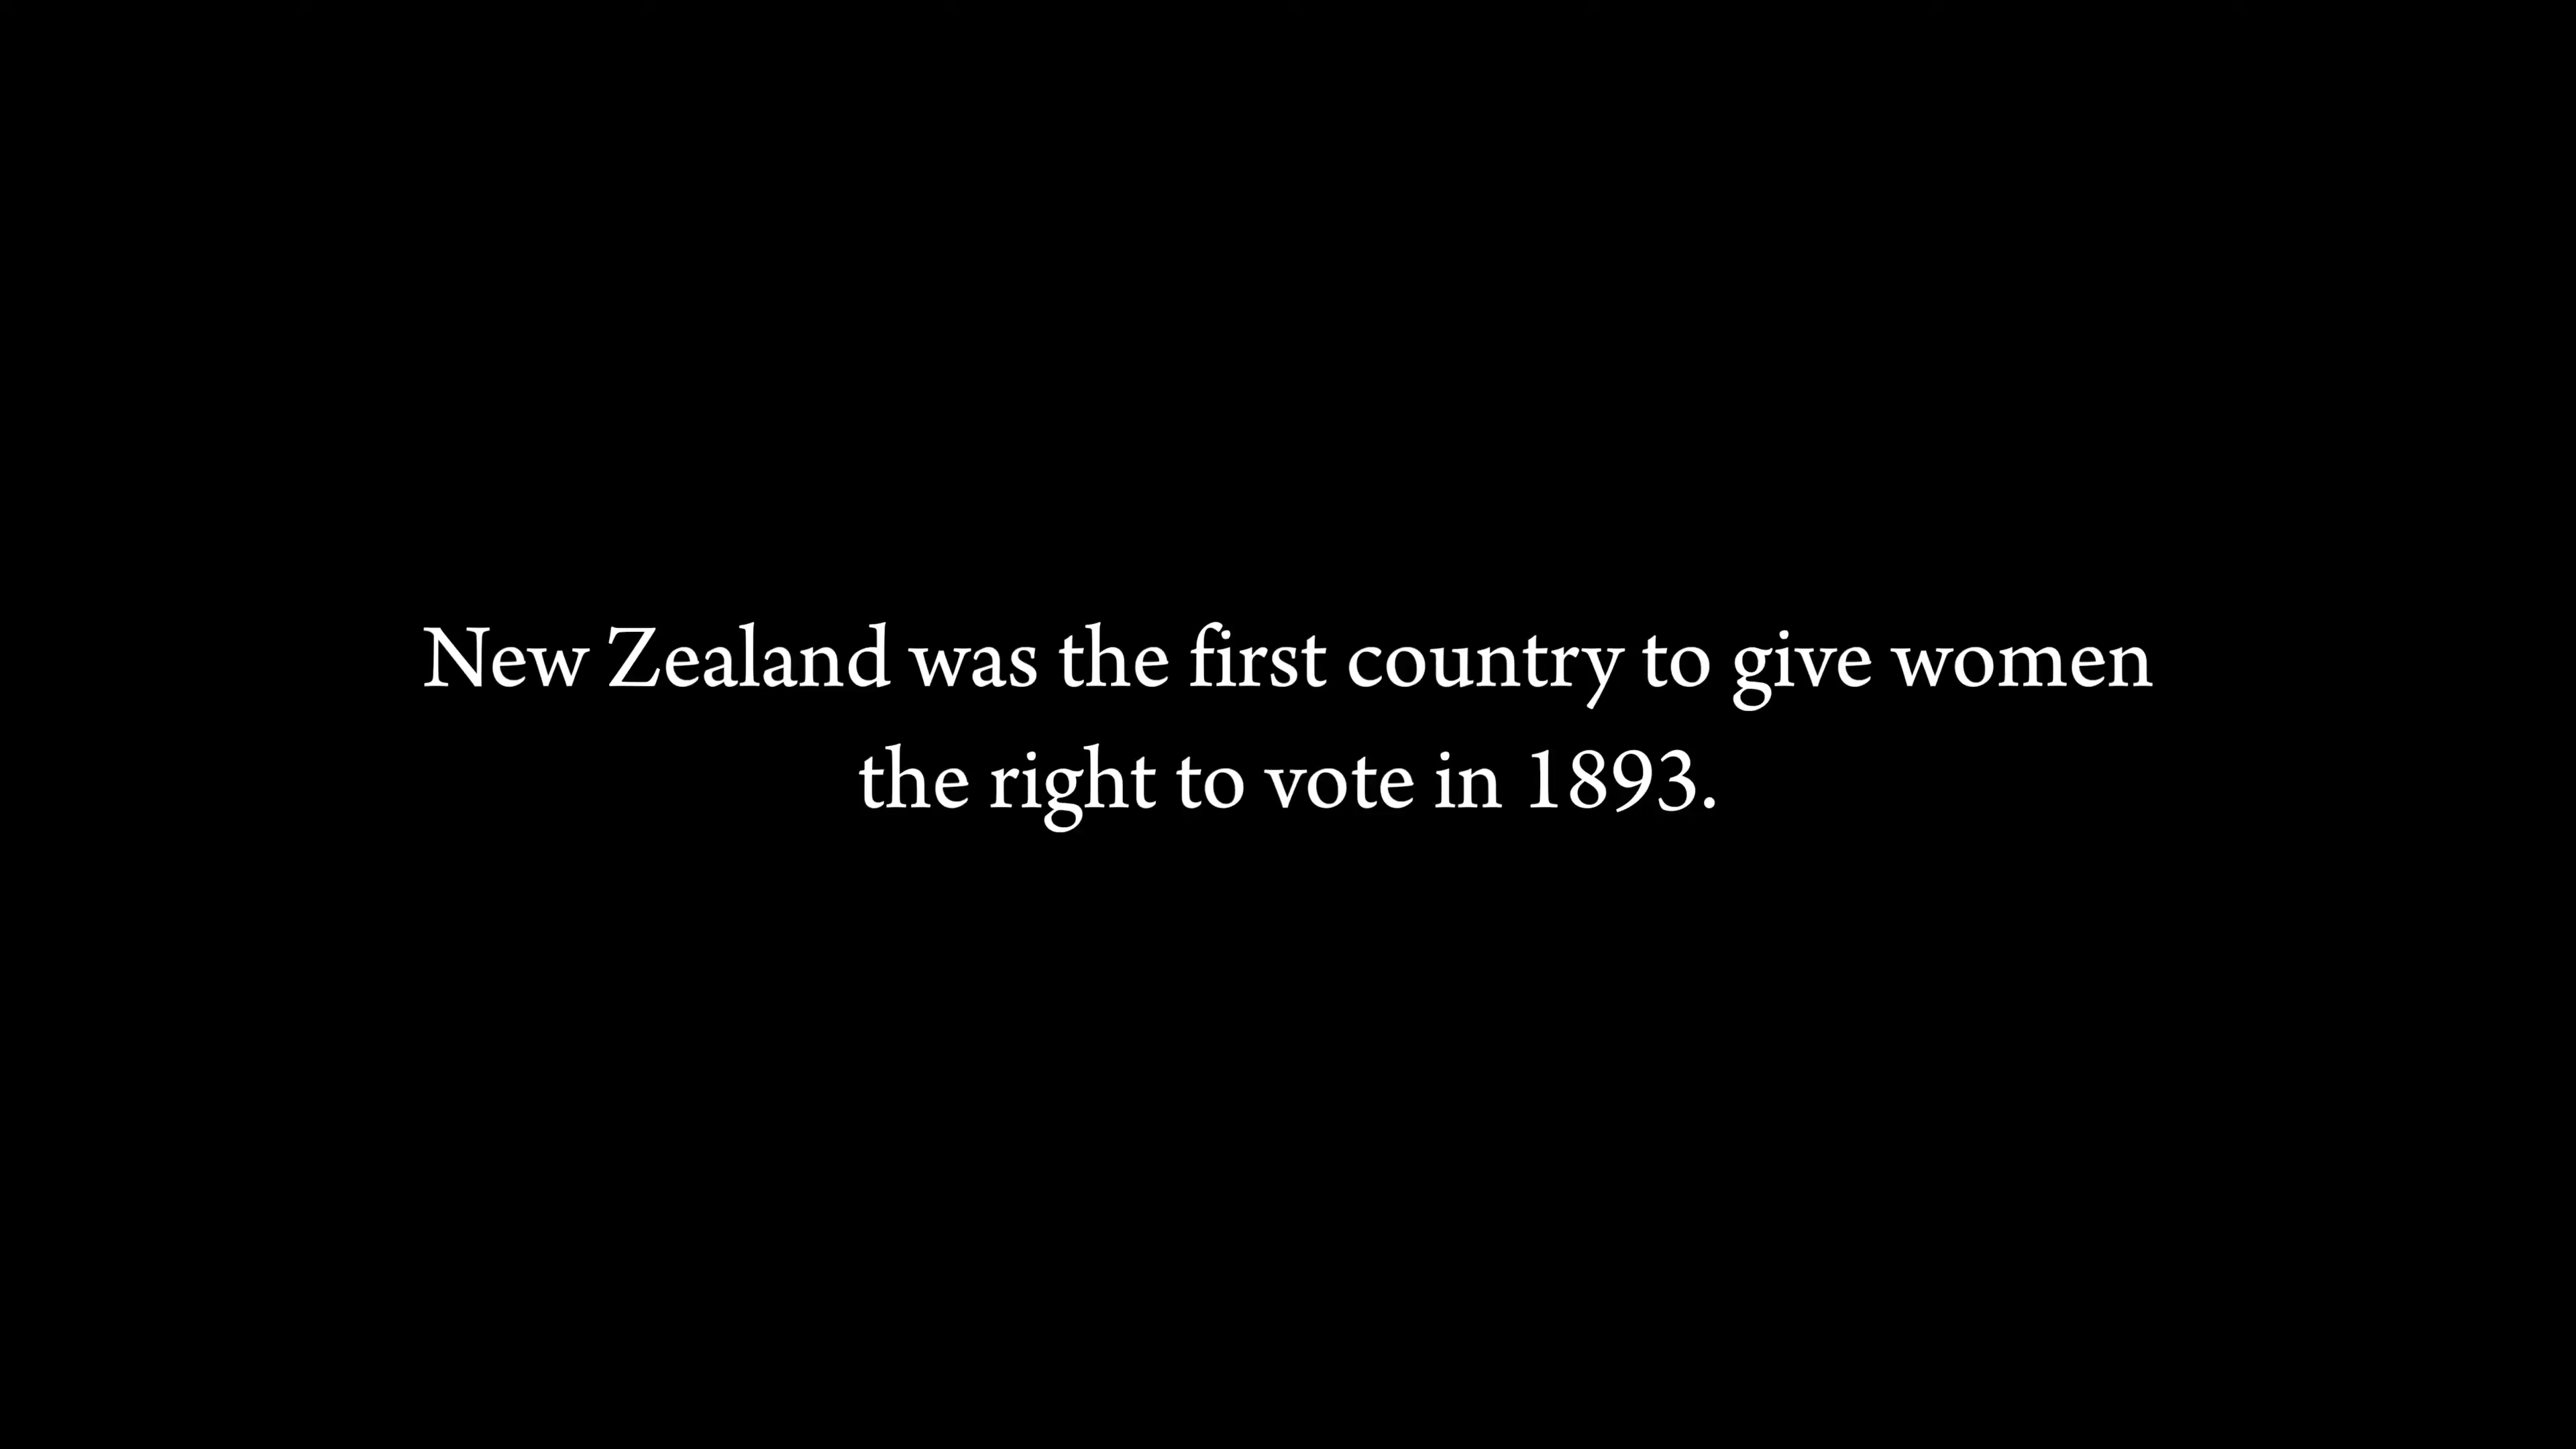 New Zealand was the first country to give women
the right to vote in 1893.